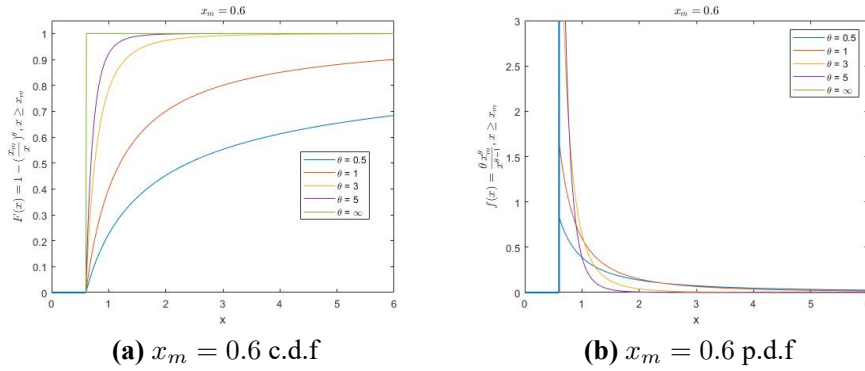 x_m = 0.6
F(x) = 1 − (x_m/x)^θ, x ≥ x_m
1
0.9
0.8
0.7
0.6
0.5
0.4
0.3
0.2
0.1
0
θ = 0.5
θ = 1
θ = 3
θ = 5
θ = ∞
0 1 2 3 4 5 6
x
(a) x_m = 0.6 c.d.f
x_m = 0.6
f(x) = θ x_m^θ / x^{θ−1}, x ≥ x_m
3
2.5
2
1.5
1
0.5
0
θ = 0.5
θ = 1
θ = 3
θ = 5
θ = ∞
0 1 2 3 4 5
x
(b) x_m = 0.6 p.d.f